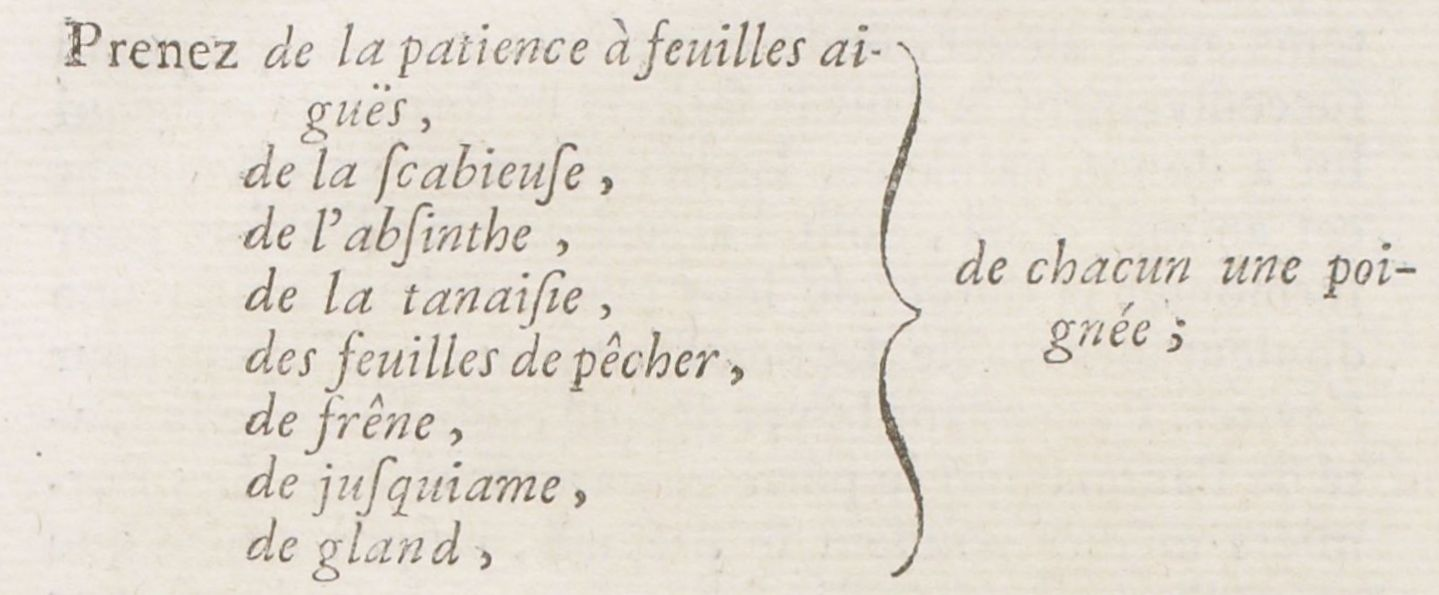 Prenez de la patience à feuilles ai-
guës,
de la ſcabieuſe,
de l'abſinthe,
de la tanaiſie,
des feuilles de pêcher,
de frêne,
de juſquiame,
de gland,
de chacun une poi-
gnée;